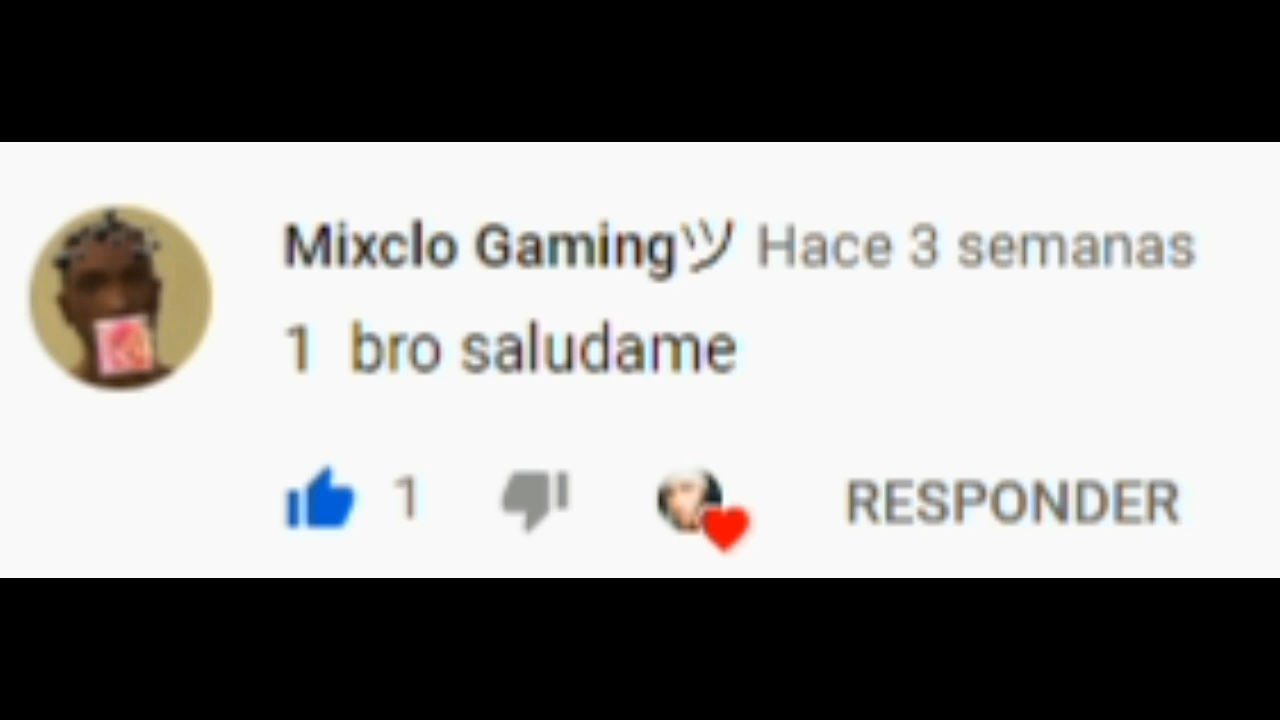 Mixclo Gamingツ Hace 3 semanas
1 bro saludame
1 RESPONDER